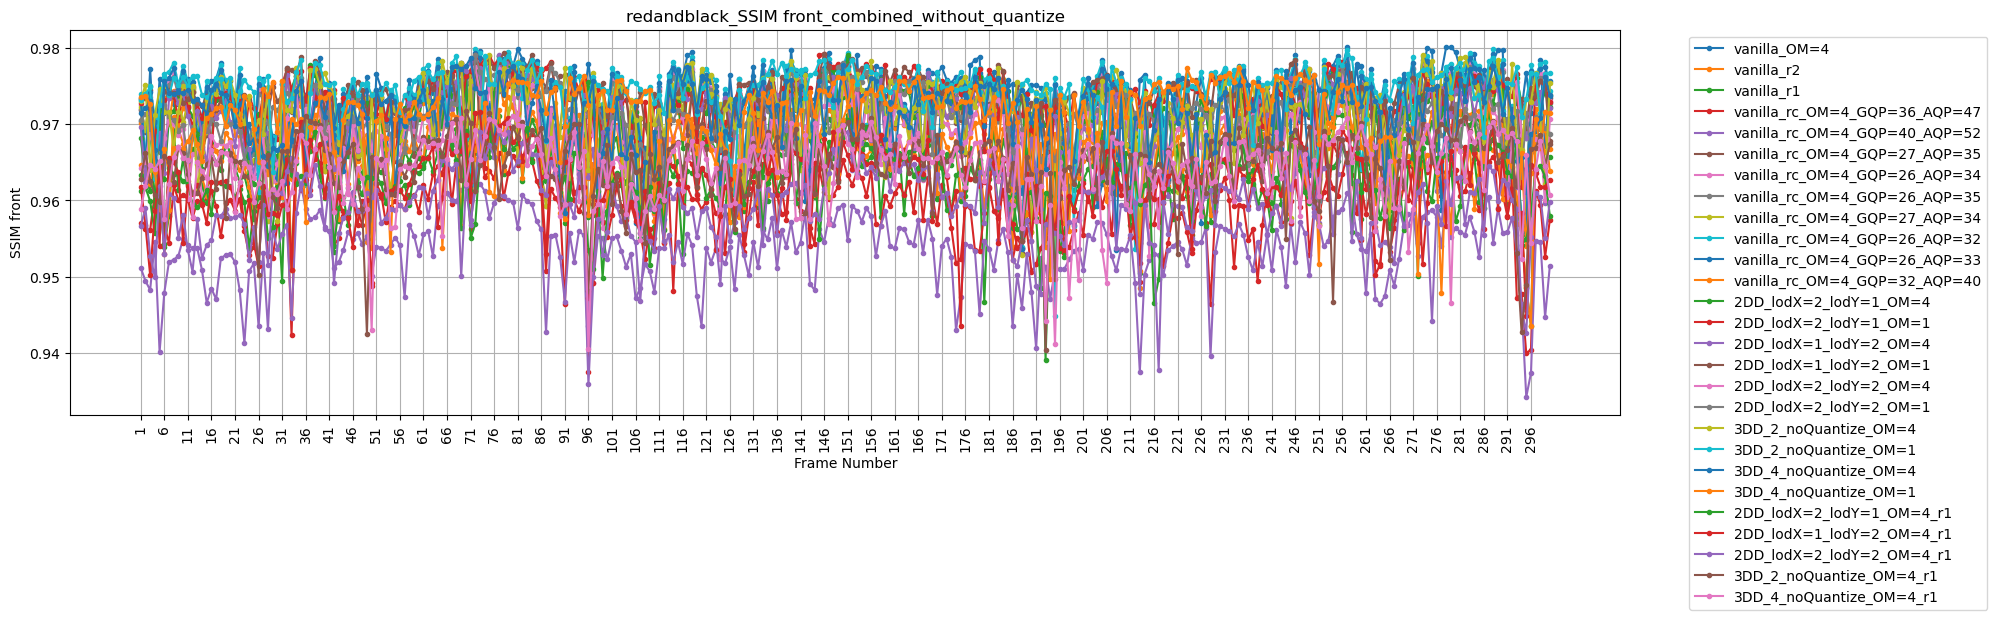 redandblack_SSIM front_combined_without_quantize
SSIM front
0.98
0.97
0.96
0.95
0.94
1 6 11 16 21 26 31 36 41 46 51 56 61 66 71 76 81 86 91 96 101 106 111 116 121 126 131 136 141 146 151 156 161 166 171 176 181 186 191 196 201 206 211 216 221 226 231 236 241 246 251 256 261 266 271 276 281 286 291 296
Frame Number
vanilla_OM=4
vanilla_r2
vanilla_r1
vanilla_rc_OM=4_GQP=36_AQP=47
vanilla_rc_OM=4_GQP=40_AQP=52
vanilla_rc_OM=4_GQP=27_AQP=35
vanilla_rc_OM=4_GQP=26_AQP=34
vanilla_rc_OM=4_GQP=26_AQP=35
vanilla_rc_OM=4_GQP=27_AQP=34
vanilla_rc_OM=4_GQP=26_AQP=32
vanilla_rc_OM=4_GQP=26_AQP=33
vanilla_rc_OM=4_GQP=32_AQP=40
2DD_lodX=2_lodY=1_OM=4
2DD_lodX=2_lodY=1_OM=1
2DD_lodX=1_lodY=2_OM=4
2DD_lodX=1_lodY=2_OM=1
2DD_lodX=2_lodY=2_OM=4
2DD_lodX=2_lodY=2_OM=1
3DD_2_noQuantize_OM=4
3DD_2_noQuantize_OM=1
3DD_4_noQuantize_OM=4
3DD_4_noQuantize_OM=1
2DD_lodX=2_lodY=1_OM=4_r1
2DD_lodX=1_lodY=2_OM=4_r1
2DD_lodX=2_lodY=2_OM=4_r1
3DD_2_noQuantize_OM=4_r1
3DD_4_noQuantize_OM=4_r1